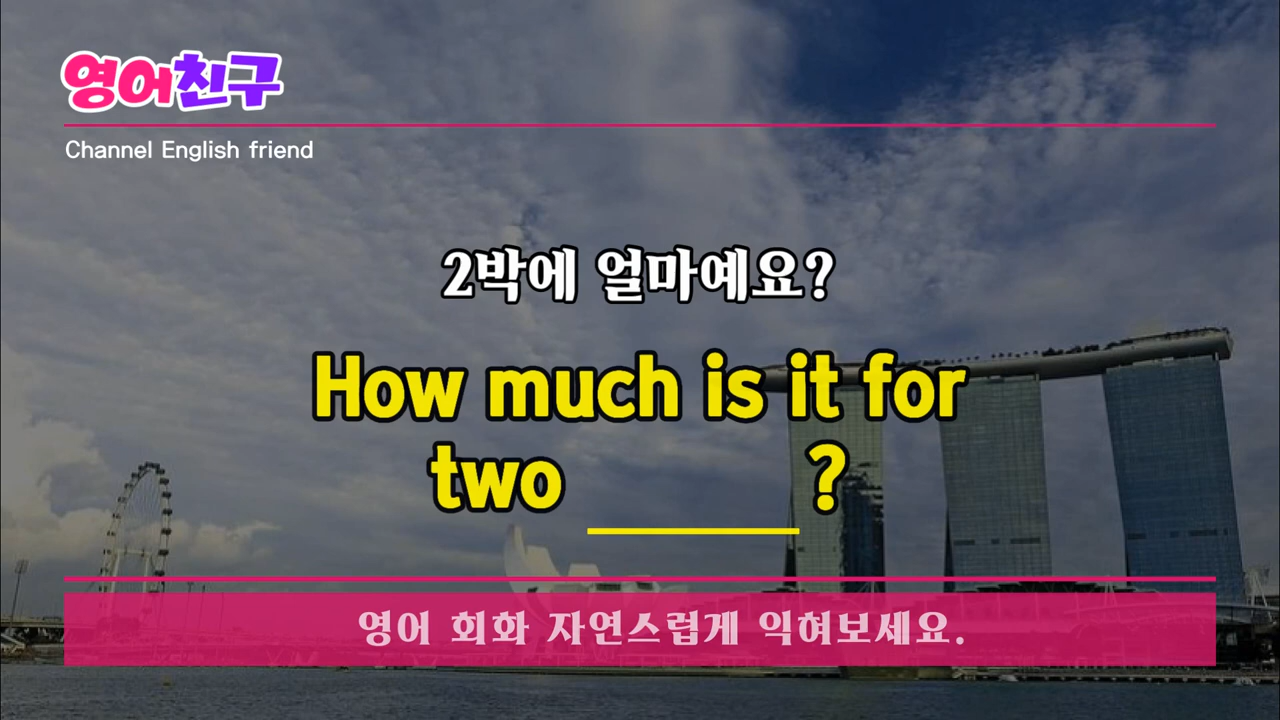 영어친구
Channel English friend
2박에 얼마예요?
How much is it for
two ______?
영어 회화 자연스럽게 익혀보세요.